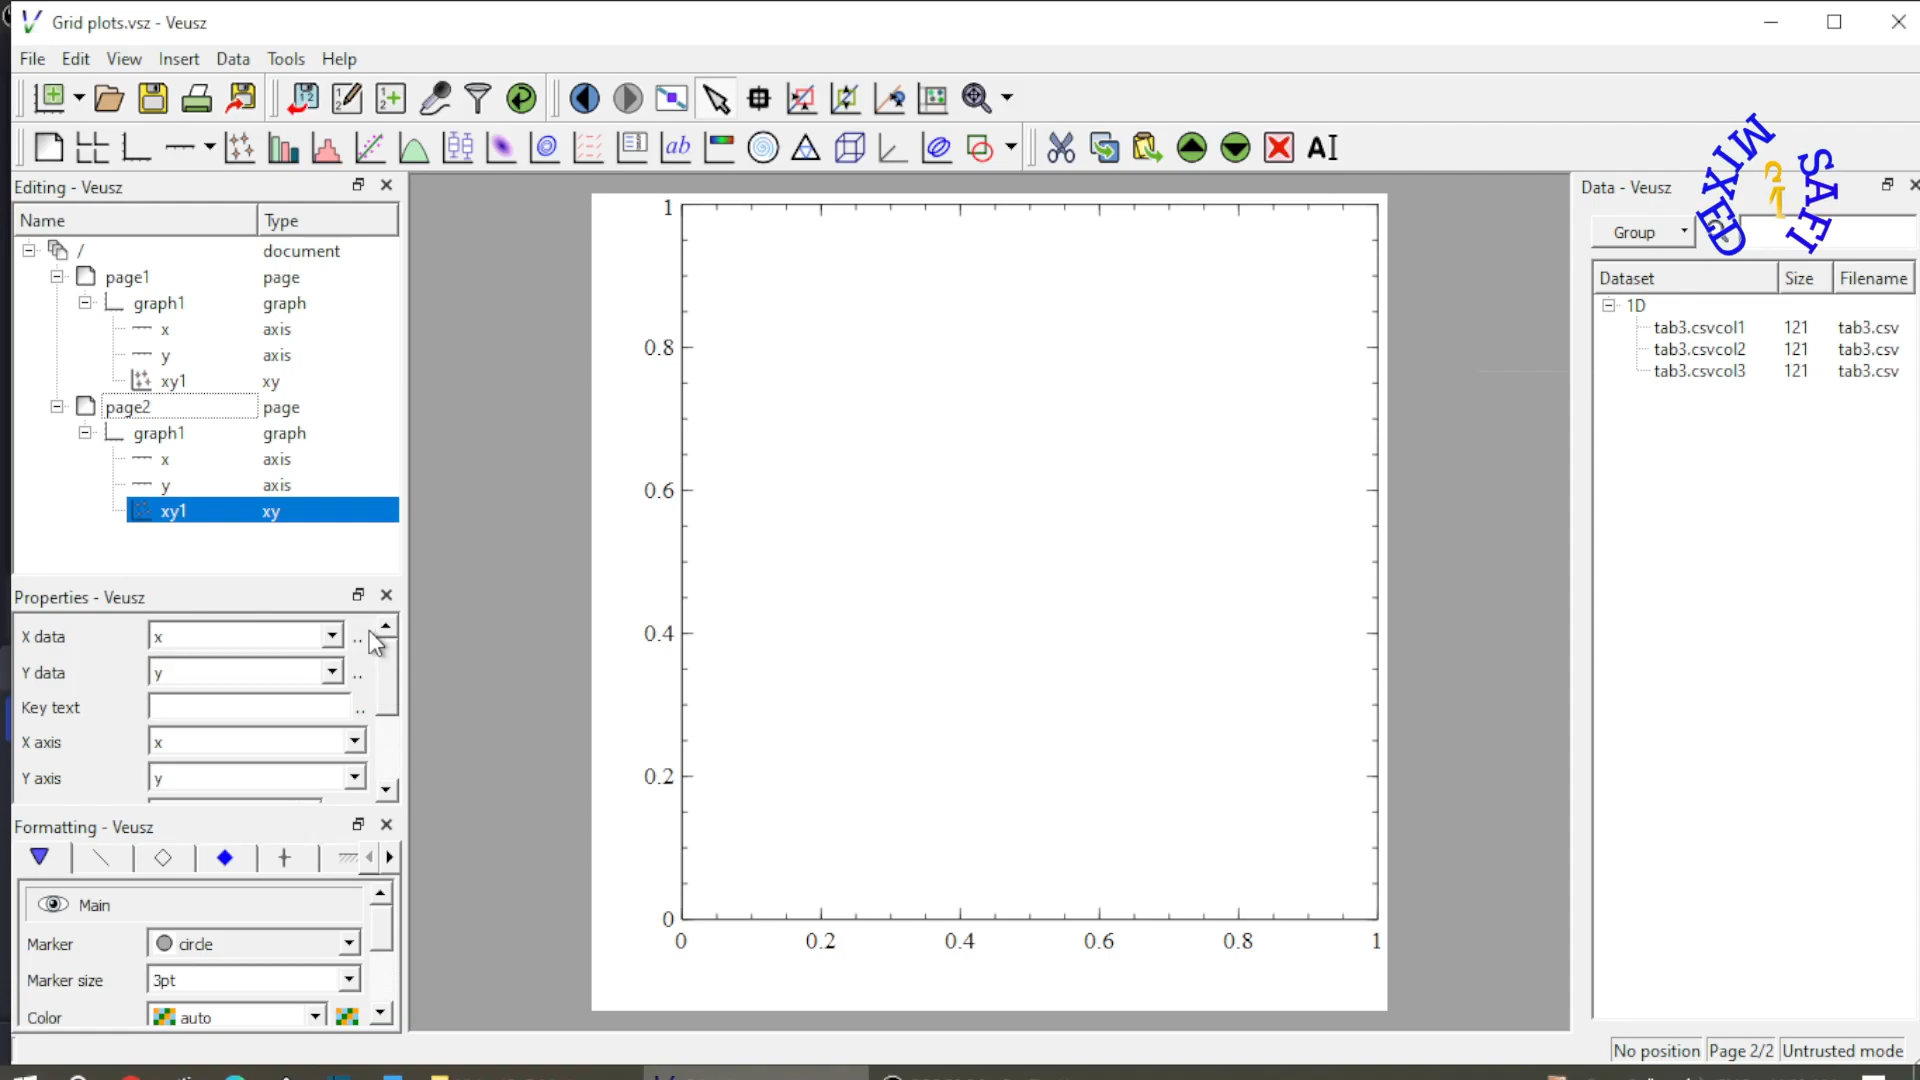 Grid plots.vsz - Veusz
File Edit View Insert Data Tools Help
ab
AI
Editing - Veusz
Name Type
/ document
page1 page
graph1 graph
x axis
y axis
xy1 xy
page2 page
graph1 graph
x axis
y axis
xy1 xy
Properties - Veusz
X data x ..
Y data y ..
Key text ..
X axis x
Y axis y
Formatting - Veusz
Main
Marker circle
Marker size 3pt
Color auto
1
0.8
0.6
0.4
0.2
0
0 0.2 0.4 0.6 0.8 1
Data - Veusz
MIXED
21
SAFI
Group
Dataset Size Filename
1D
tab3.csvcol1 121 tab3.csv
tab3.csvcol2 121 tab3.csv
tab3.csvcol3 121 tab3.csv
No position Page 2/2 Untrusted mode